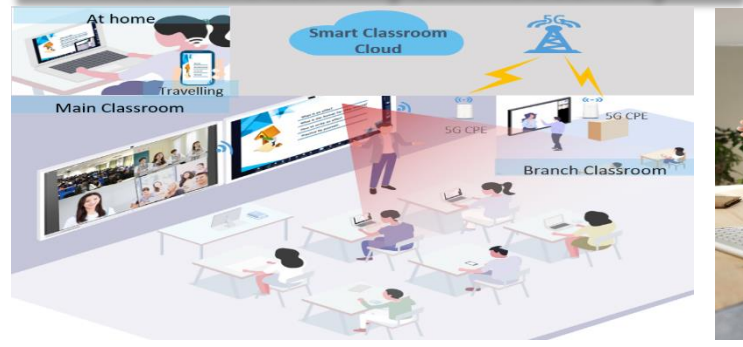 At home
Travelling
Smart Classroom
Cloud
5G
Main Classroom
5G CPE
5G CPE
Branch Classroom